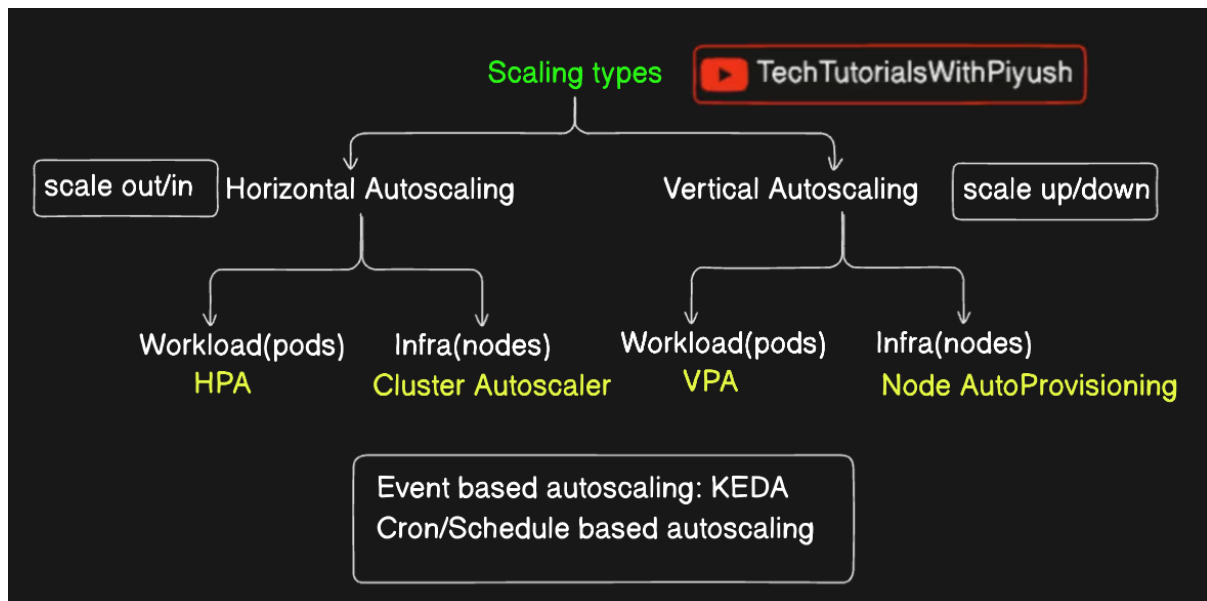 Scaling types
TechTutorialsWithPiyush
scale out/in
Horizontal Autoscaling
Vertical Autoscaling
scale up/down
Workload(pods)
HPA
Infra(nodes)
Cluster Autoscaler
Workload(pods)
VPA
Infra(nodes)
Node AutoProvisioning
Event based autoscaling: KEDA
Cron/Schedule based autoscaling